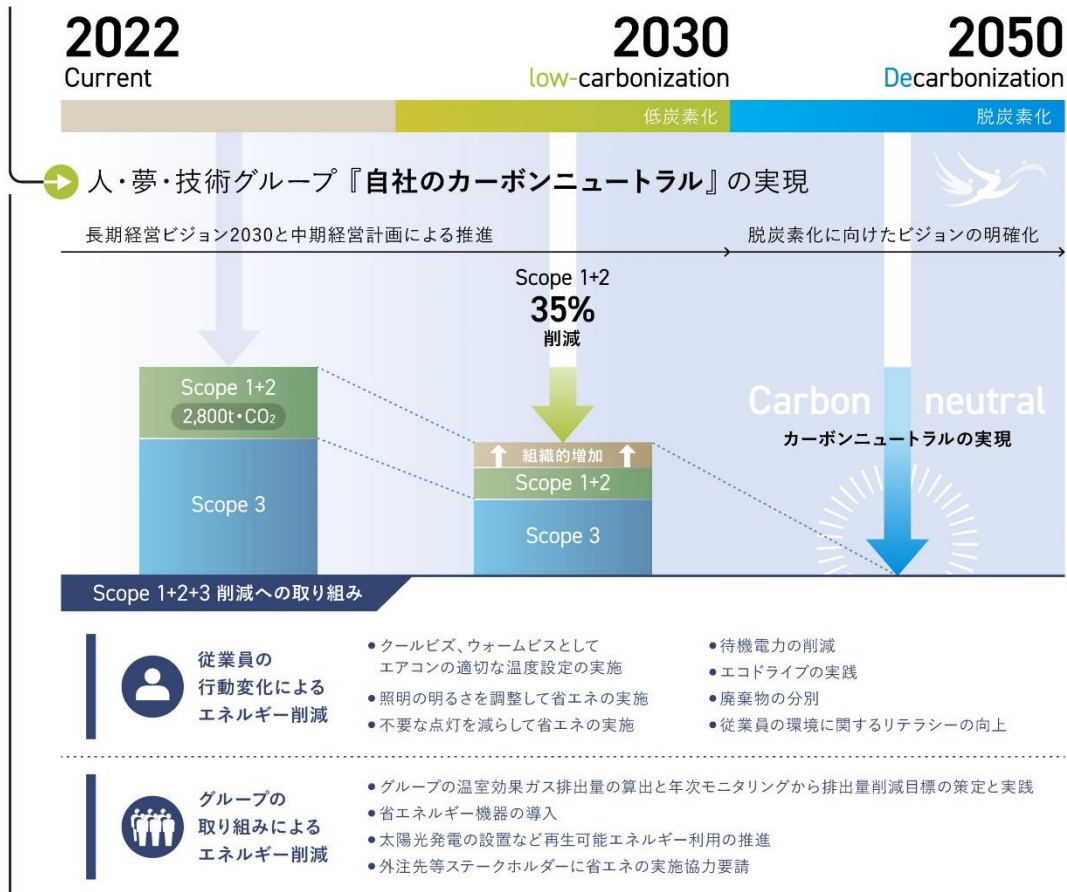 2022
Current
2030
low-carbonization
2050
Decarbonization
低炭素化
脱炭素化
人・夢・技術グループ『自社のカーボンニュートラル』の実現
長期経営ビジョン2030と中期経営計画による推進
脱炭素化に向けたビジョンの明確化
Scope 1+2
35%
削減
Scope 1+2
2,800t・CO₂
Scope 3
組織的増加
Scope 1+2
Scope 3
Carbon neutral
カーボンニュートラルの実現
Scope 1+2+3 削減への取り組み
従業員の
行動変化による
エネルギー削減
●クールビズ、ウォームビスとして
エアコンの適切な温度設定の実施
●照明の明るさを調整して省エネの実施
●不要な点灯を減らして省エネの実施
●待機電力の削減
●エコドライブの実践
●廃棄物の分別
●従業員の環境に関するリテラシーの向上
グループの
取り組みによる
エネルギー削減
●グループの温室効果ガス排出量の算出と年次モニタリングから排出量削減目標の策定と実践
●省エネルギー機器の導入
●太陽光発電の設置など再生可能エネルギー利用の推進
●外注先等ステークホルダーに省エネの実施協力要請